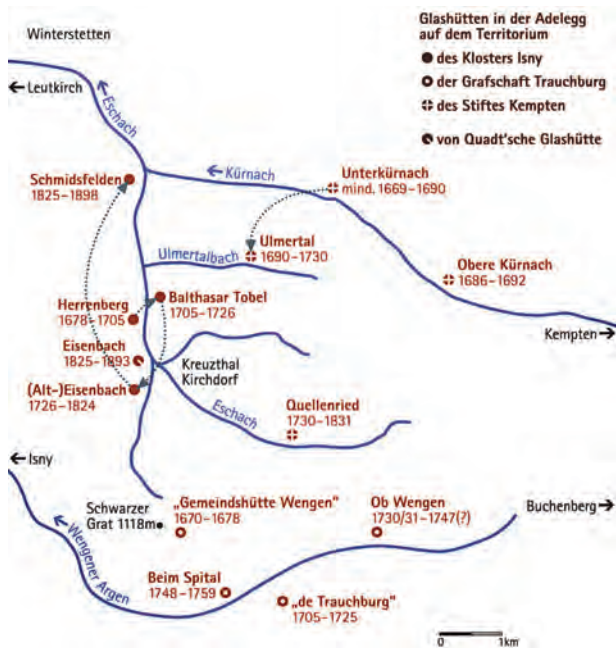 Glashütten in der Adelegg
auf dem Territorium
des Klosters Isny
der Grafschaft Trauchburg
des Stiftes Kempten
von Quadt'sche Glashütte
Winterstetten
← Leutkirch
Eschach
Kürnach
Schmidsfelden
1825–1898
Unterkürnach
mind. 1669–1690
Ulmertal
1690–1730
Ulmertalbach
Obere Kürnach
1686–1692
Herrenberg
1678–1705
Balthasar Tobel
1705–1726
Kempten
→
Eisenbach
1825–1893
Kreuzthal
Kirchdorf
(Alt-)Eisenbach
1726–1824
Eschach
Quellenried
1730–1831
← Isny
Schwarzer
Grat 1118m
„Gemeindshütte Wengen"
1670–1678
Ob Wengen
1730/31–1747(?)
Buchenberg
→
Wengener
Argen
Beim Spital
1748–1759
„de Trauchburg"
1705–1725
0 1km